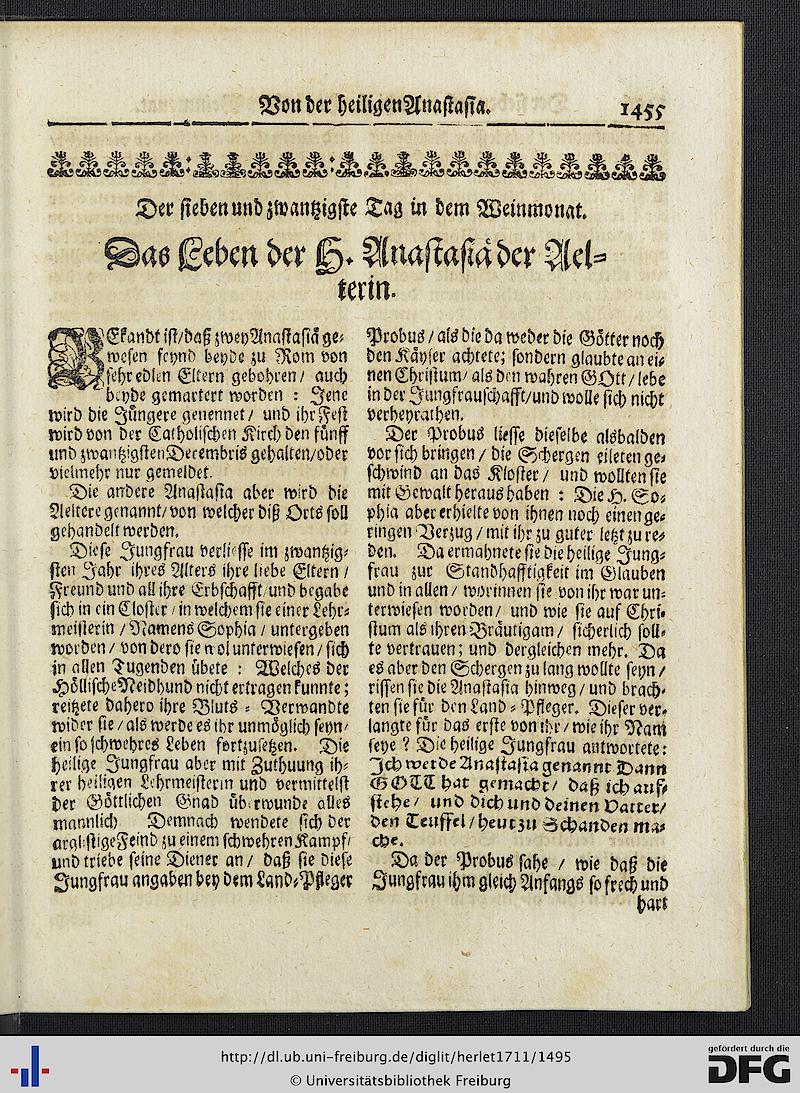 Von der heiligen Anastasia. 1455
Der sieben und zwantzigste Tag in dem Weinmonat.
Das Leben der H. Anastasiä der Ael-
terin.
BEkandt ist / daß zwey Anastasiä ge-
wesen seynd beyde zu Rom von
sehr edlen Eltern gebohren / auch
beyde gemartert worden : Jene
wird die Jüngere genennet / und ihr Fest
wird von der Catholischen Kirch den fünff
und zwantzigsten Decembris gehalten / oder
vielmehr nur gemeldet.
Die andere Anastasia aber wird die
Aeltere genannt / von welcher diß Orts soll
gehandelt werden.
Diese Jungfrau verliesse im zwantzig-
sten Jahr ihres Alters ihre liebe Eltern /
Freund und all ihre Erbschafft / und begabe
sich in ein Closter / in welchem sie einer Lehr-
meisterin / Namens Sophia / untergeben
worden / von dero sie wol unterwiesen / sich
in allen Tugenden übete : Welches der
Höllische Neidhund nicht ertragen kunnte ;
reitzete dahero ihre Bluts - Verwandte
wider sie / als werde es ihr unmöglich seyn /
ein so schwehres Leben fortzusetzen. Die
heilige Jungfrau aber mit Zuthuung ih-
rer heiligen Lehrmeisterin und vermittelst
der Göttlichen Gnad überwunde alles
mannlich Demnach wendete sich der
arglistige Feind zu einem schwehren Kampf /
und triebe seine Diener an / daß sie diese
Jungfrau angaben bey dem Land-Pfleger
Probus / als die da weder die Götter noch
den Käyser achtete; sondern glaubte an ei-
nen Christum / als den wahren GOtt / lebe
in der Jungfrauschafft / und wolle sich nicht
verheyrathen.
Der Probus liesse dieselbe alsbalden
vor sich bringen / die Schergen eileten ge-
schwind an das Kloster / und wollten sie
mit Gewalt heraus haben : Die H. So-
phia aber erhielte von ihnen noch einen ge-
ringen Verzug / mit ihr zu guter letzt zu re-
den. Da ermahnete sie die heilige Jung-
frau zur Standhafftigkeit im Glauben
und in allen / worinnen sie von ihr war un-
terwiesen worden / und wie sie auf Chri-
stum als ihren Bräutigam / sicherlich soll-
te vertrauen; und dergleichen mehr. Da
es aber den Schergen zu lang wollte seyn /
rissen sie die Anastasia hinweg / und brach-
ten sie für den Land - Pfleger. Dieser ver-
langte für das erste von ihr / wie ihr Nam
seye ? Die heilige Jungfrau antwortete :
Ich werde Anastasia genannt Dann
GOTT hat gemacht / daß ich auf-
stehe / und dich und deinen Vatter /
den Teuffel / heut zu Schanden ma-
che.
Da der Probus sahe / wie daß die
Jungfrau ihm gleich Anfangs so frech und
hart
http://dl.ub.uni-freiburg.de/diglit/herlet1711/1495
© Universitätsbibliothek Freiburg
gefördert durch die
DFG